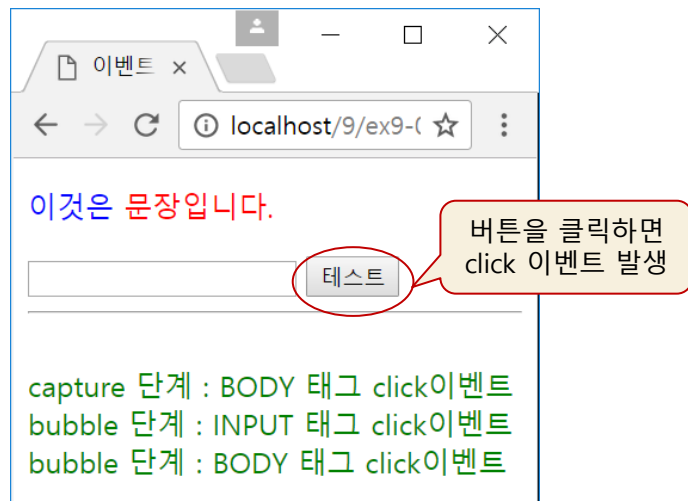 이벤트
localhost/9/ex9-0
이것은 문장입니다.
버튼을 클릭하면
click 이벤트 발생
테스트
capture 단계 : BODY 태그 click이벤트
bubble 단계 : INPUT 태그 click이벤트
bubble 단계 : BODY 태그 click이벤트